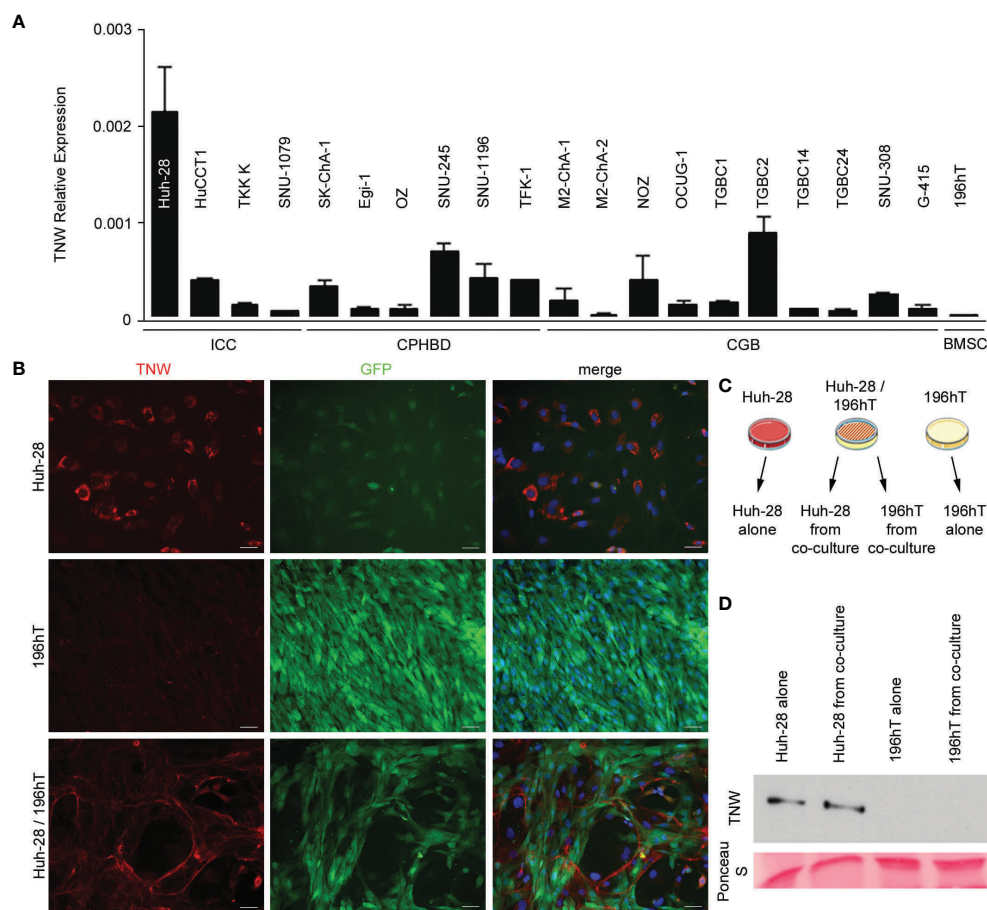 A
TNW Relative Expression
0.003
0.002
0.001
0
Huh-28
HuCCT1
TKK K
SNU-1079
SK-ChA-1
Egi-1
OZ
SNU-245
SNU-1196
TFK-1
M2-ChA-1
M2-ChA-2
NOZ
OCUG-1
TGBC1
TGBC2
TGBC14
TGBC24
SNU-308
G-415
196hT
ICC
CPHBD
CGB
BMSC
B
TNW
GFP
merge
Huh-28
196hT
Huh-28 / 196hT
C
Huh-28
Huh-28 /
196hT
196hT
Huh-28
alone
Huh-28
from
co-culture
196hT
from
co-culture
196hT
alone
D
Huh-28 alone
Huh-28 from co-culture
196hT alone
196hT from co-culture
TNW
Ponceau
S